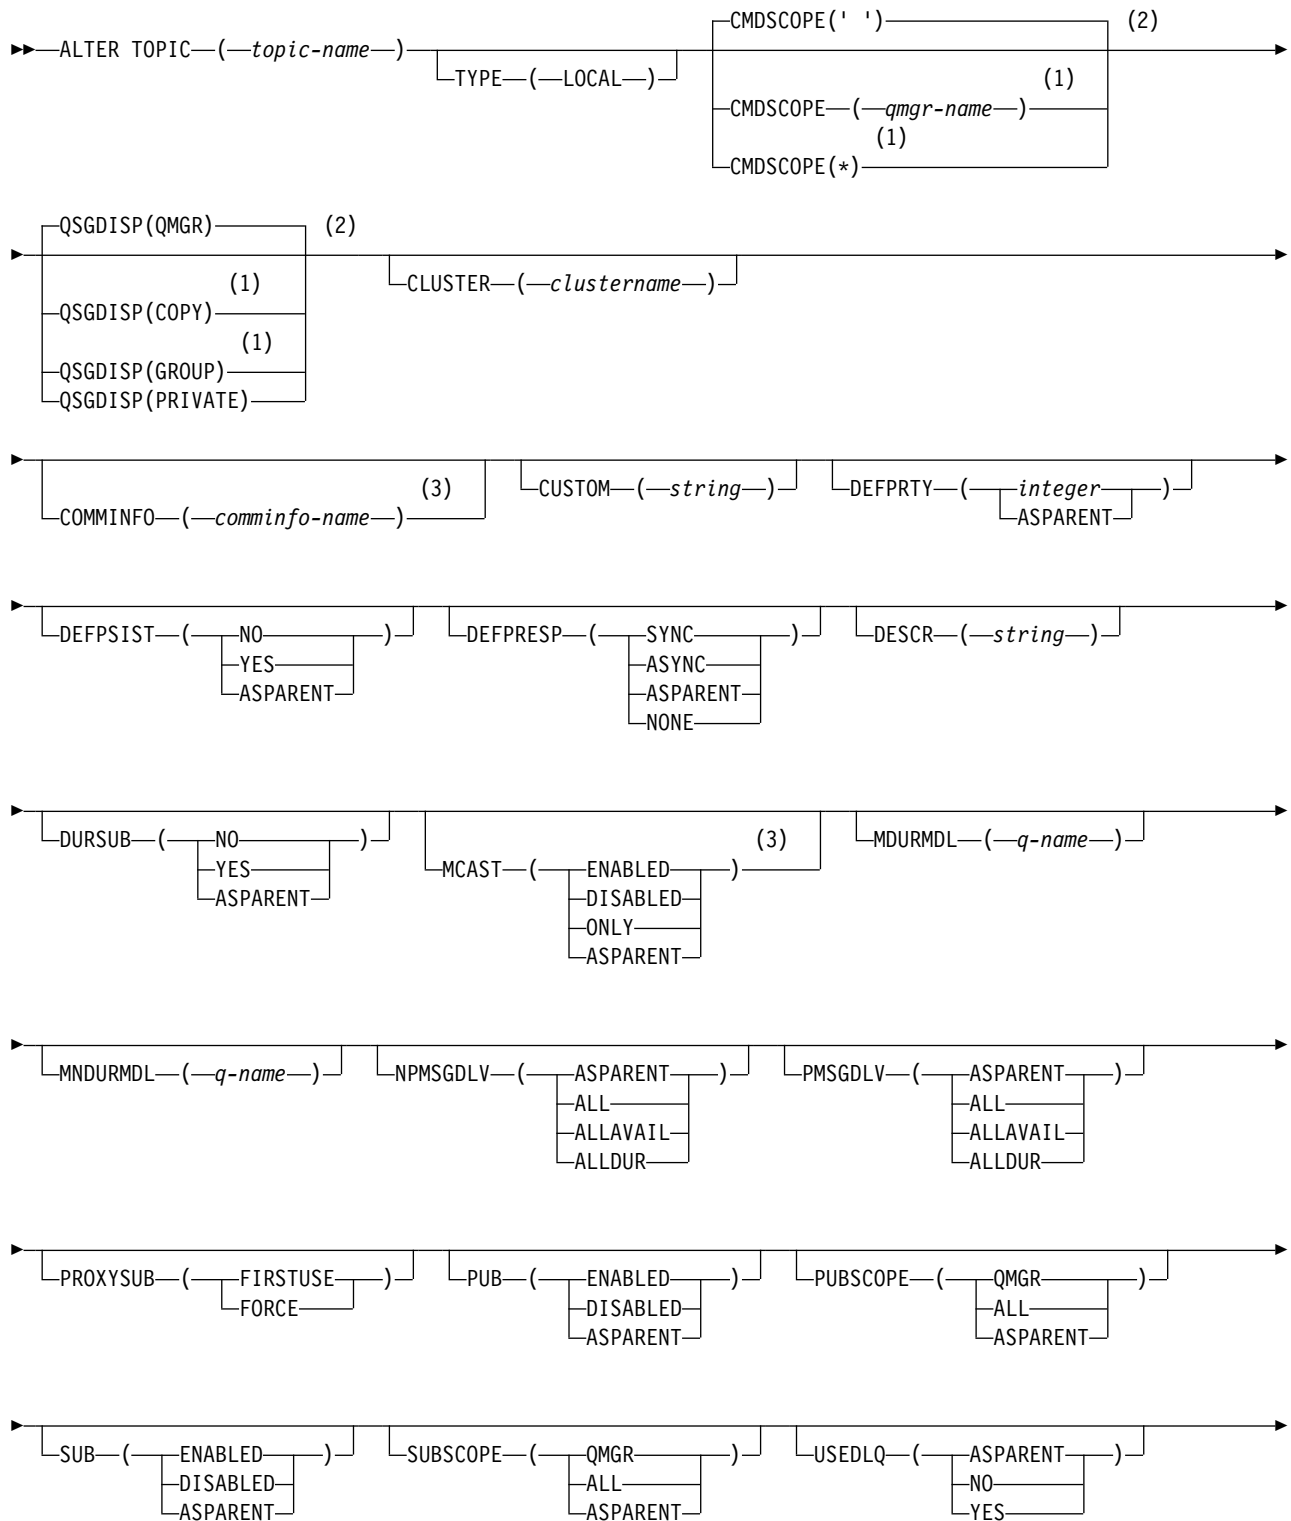 CMDSCOPE(' ') (2)
ALTER TOPIC ( topic-name )
TYPE ( LOCAL )
(1)
CMDSCOPE ( qmgr-name )
(1)
CMDSCOPE(*)
QSGDISP(QMGR) (2)
(1)
QSGDISP(COPY)
(1)
QSGDISP(GROUP)
QSGDISP(PRIVATE)
CLUSTER ( clustername )
(3)
COMMINFO ( comminfo-name )
CUSTOM ( string )
DEFPRTY ( integer )
ASPARENT
DEFPSIST ( NO )
YES
ASPARENT
DEFPRESP ( SYNC )
ASYNC
ASPARENT
NONE
DESCR ( string )
DURSUB ( NO )
YES
ASPARENT
(3)
MCAST ( ENABLED )
DISABLED
ONLY
ASPARENT
MDURMDL ( q-name )
MNDURMDL ( q-name )
NPMSGDLV ( ASPARENT )
ALL
ALLAVAIL
ALLDUR
PMSGDLV ( ASPARENT )
ALL
ALLAVAIL
ALLDUR
PROXYSUB ( FIRSTUSE )
FORCE
PUB ( ENABLED )
DISABLED
ASPARENT
PUBSCOPE ( QMGR )
ALL
ASPARENT
SUB ( ENABLED )
DISABLED
ASPARENT
SUBSCOPE ( QMGR )
ALL
ASPARENT
USEDLQ ( ASPARENT )
NO
YES